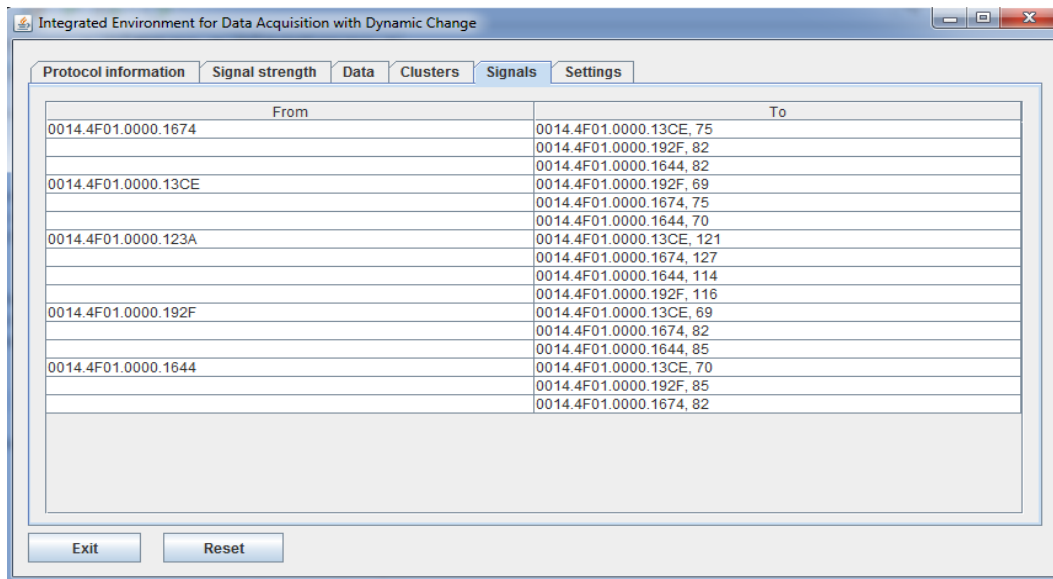 Integrated Environment for Data Acquisition with Dynamic Change
Protocol information Signal strength Data Clusters Signals Settings
From To
0014.4F01.0000.1674 0014.4F01.0000.13CE, 75
0014.4F01.0000.192F, 82
0014.4F01.0000.1644, 82
0014.4F01.0000.13CE 0014.4F01.0000.192F, 69
0014.4F01.0000.1674, 75
0014.4F01.0000.1644, 70
0014.4F01.0000.123A 0014.4F01.0000.13CE, 121
0014.4F01.0000.1674, 127
0014.4F01.0000.1644, 114
0014.4F01.0000.192F, 116
0014.4F01.0000.192F 0014.4F01.0000.13CE, 69
0014.4F01.0000.1674, 82
0014.4F01.0000.1644, 85
0014.4F01.0000.1644 0014.4F01.0000.13CE, 70
0014.4F01.0000.192F, 85
0014.4F01.0000.1674, 82
Exit Reset